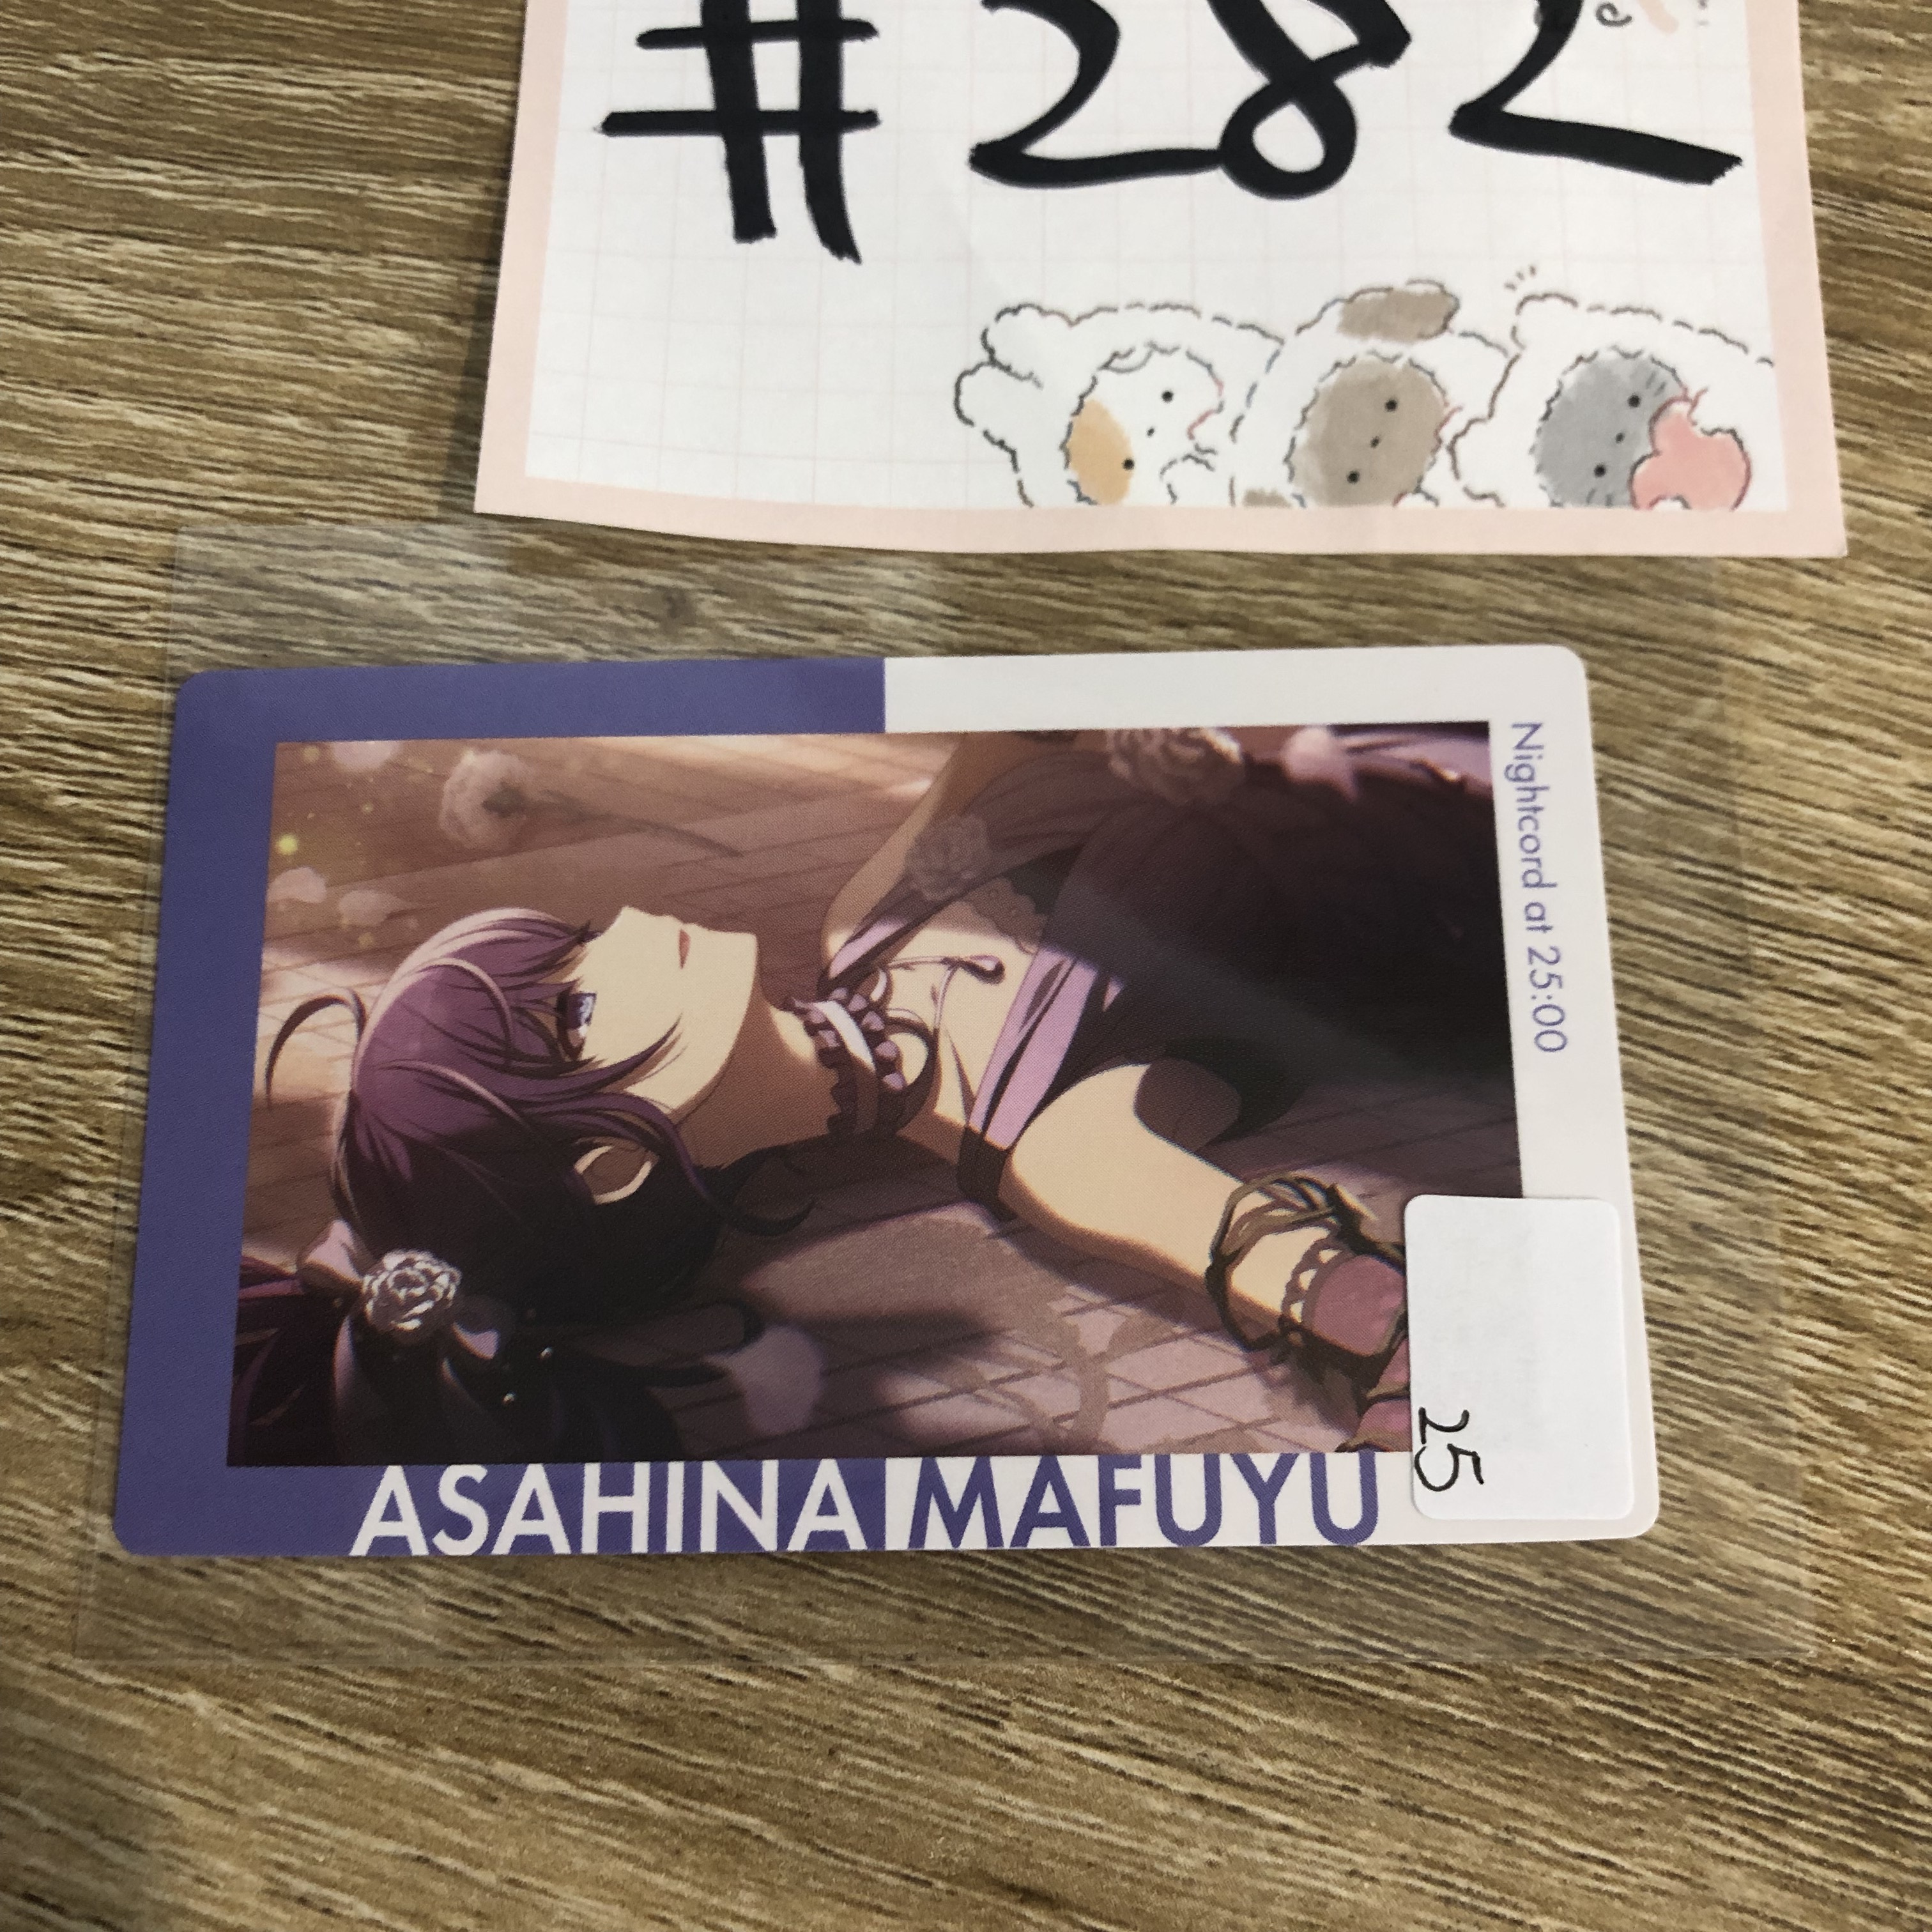 #282
Nightcord at 25:00
25
ASAHINA MAFUYU